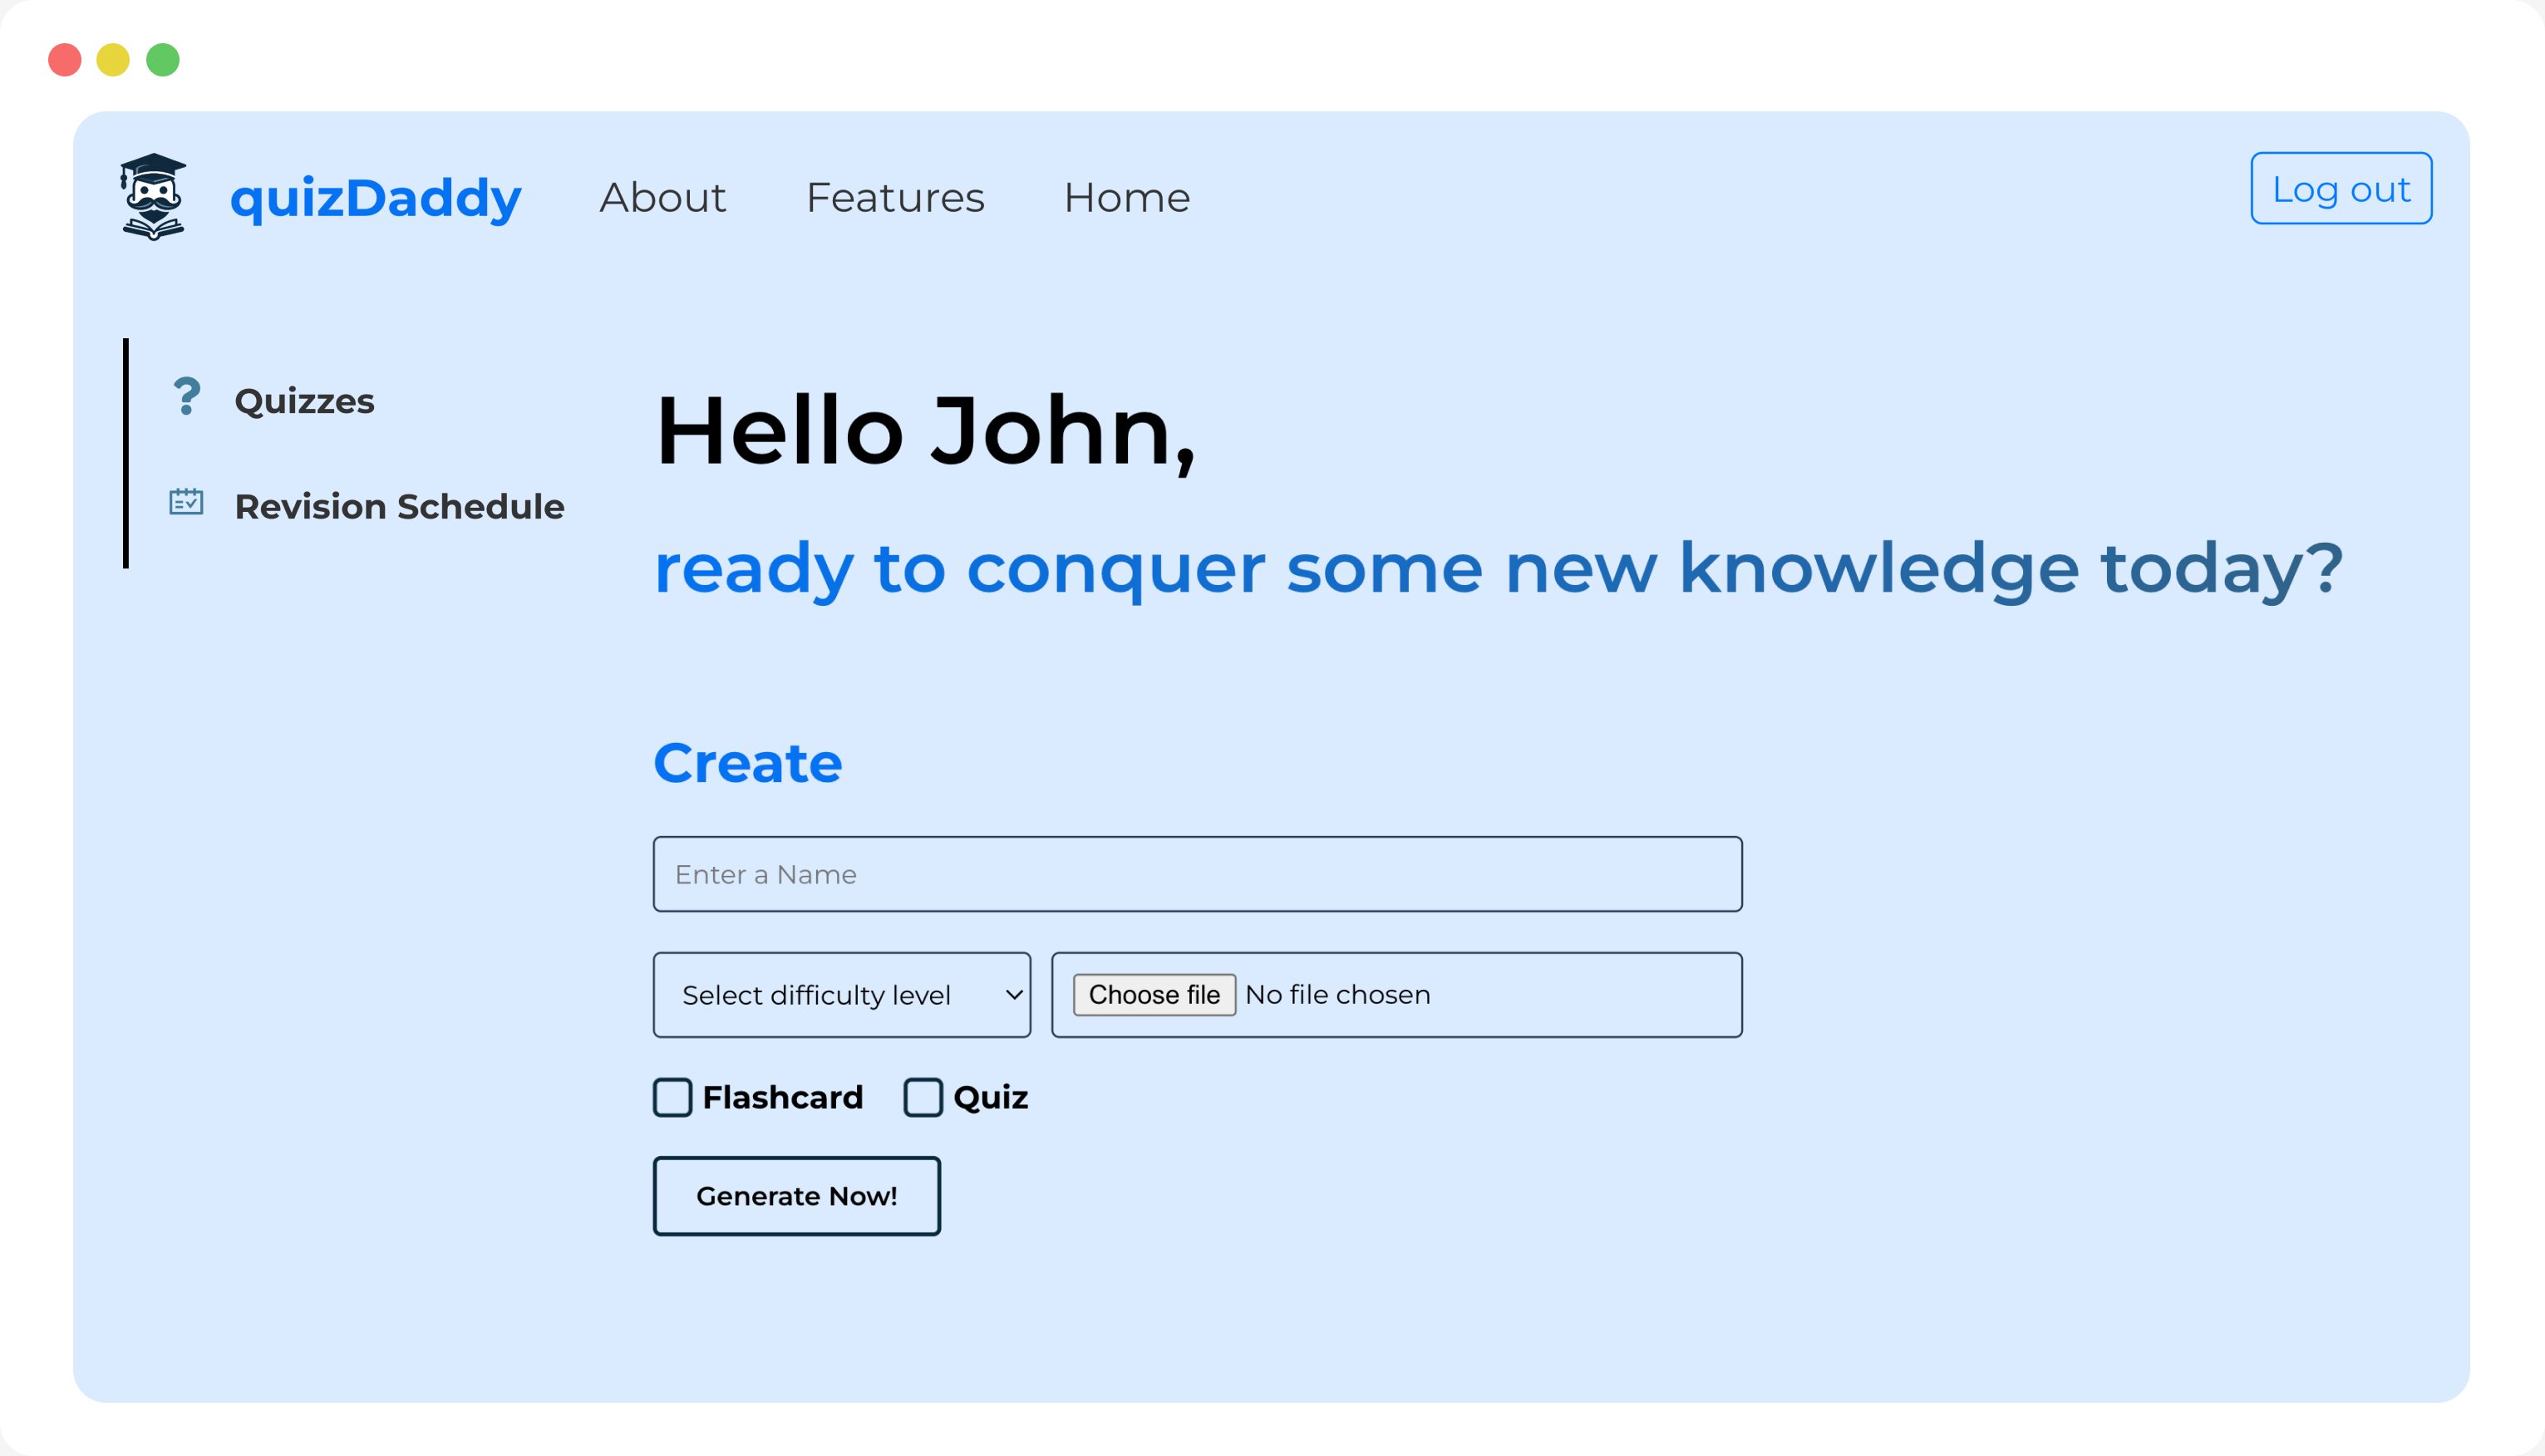 quizDaddy About Features Home Log out
Quizzes
Revision Schedule
Hello John,
ready to conquer some new knowledge today?
Create
Enter a Name
Select difficulty level Choose file No file chosen
Flashcard Quiz
Generate Now!